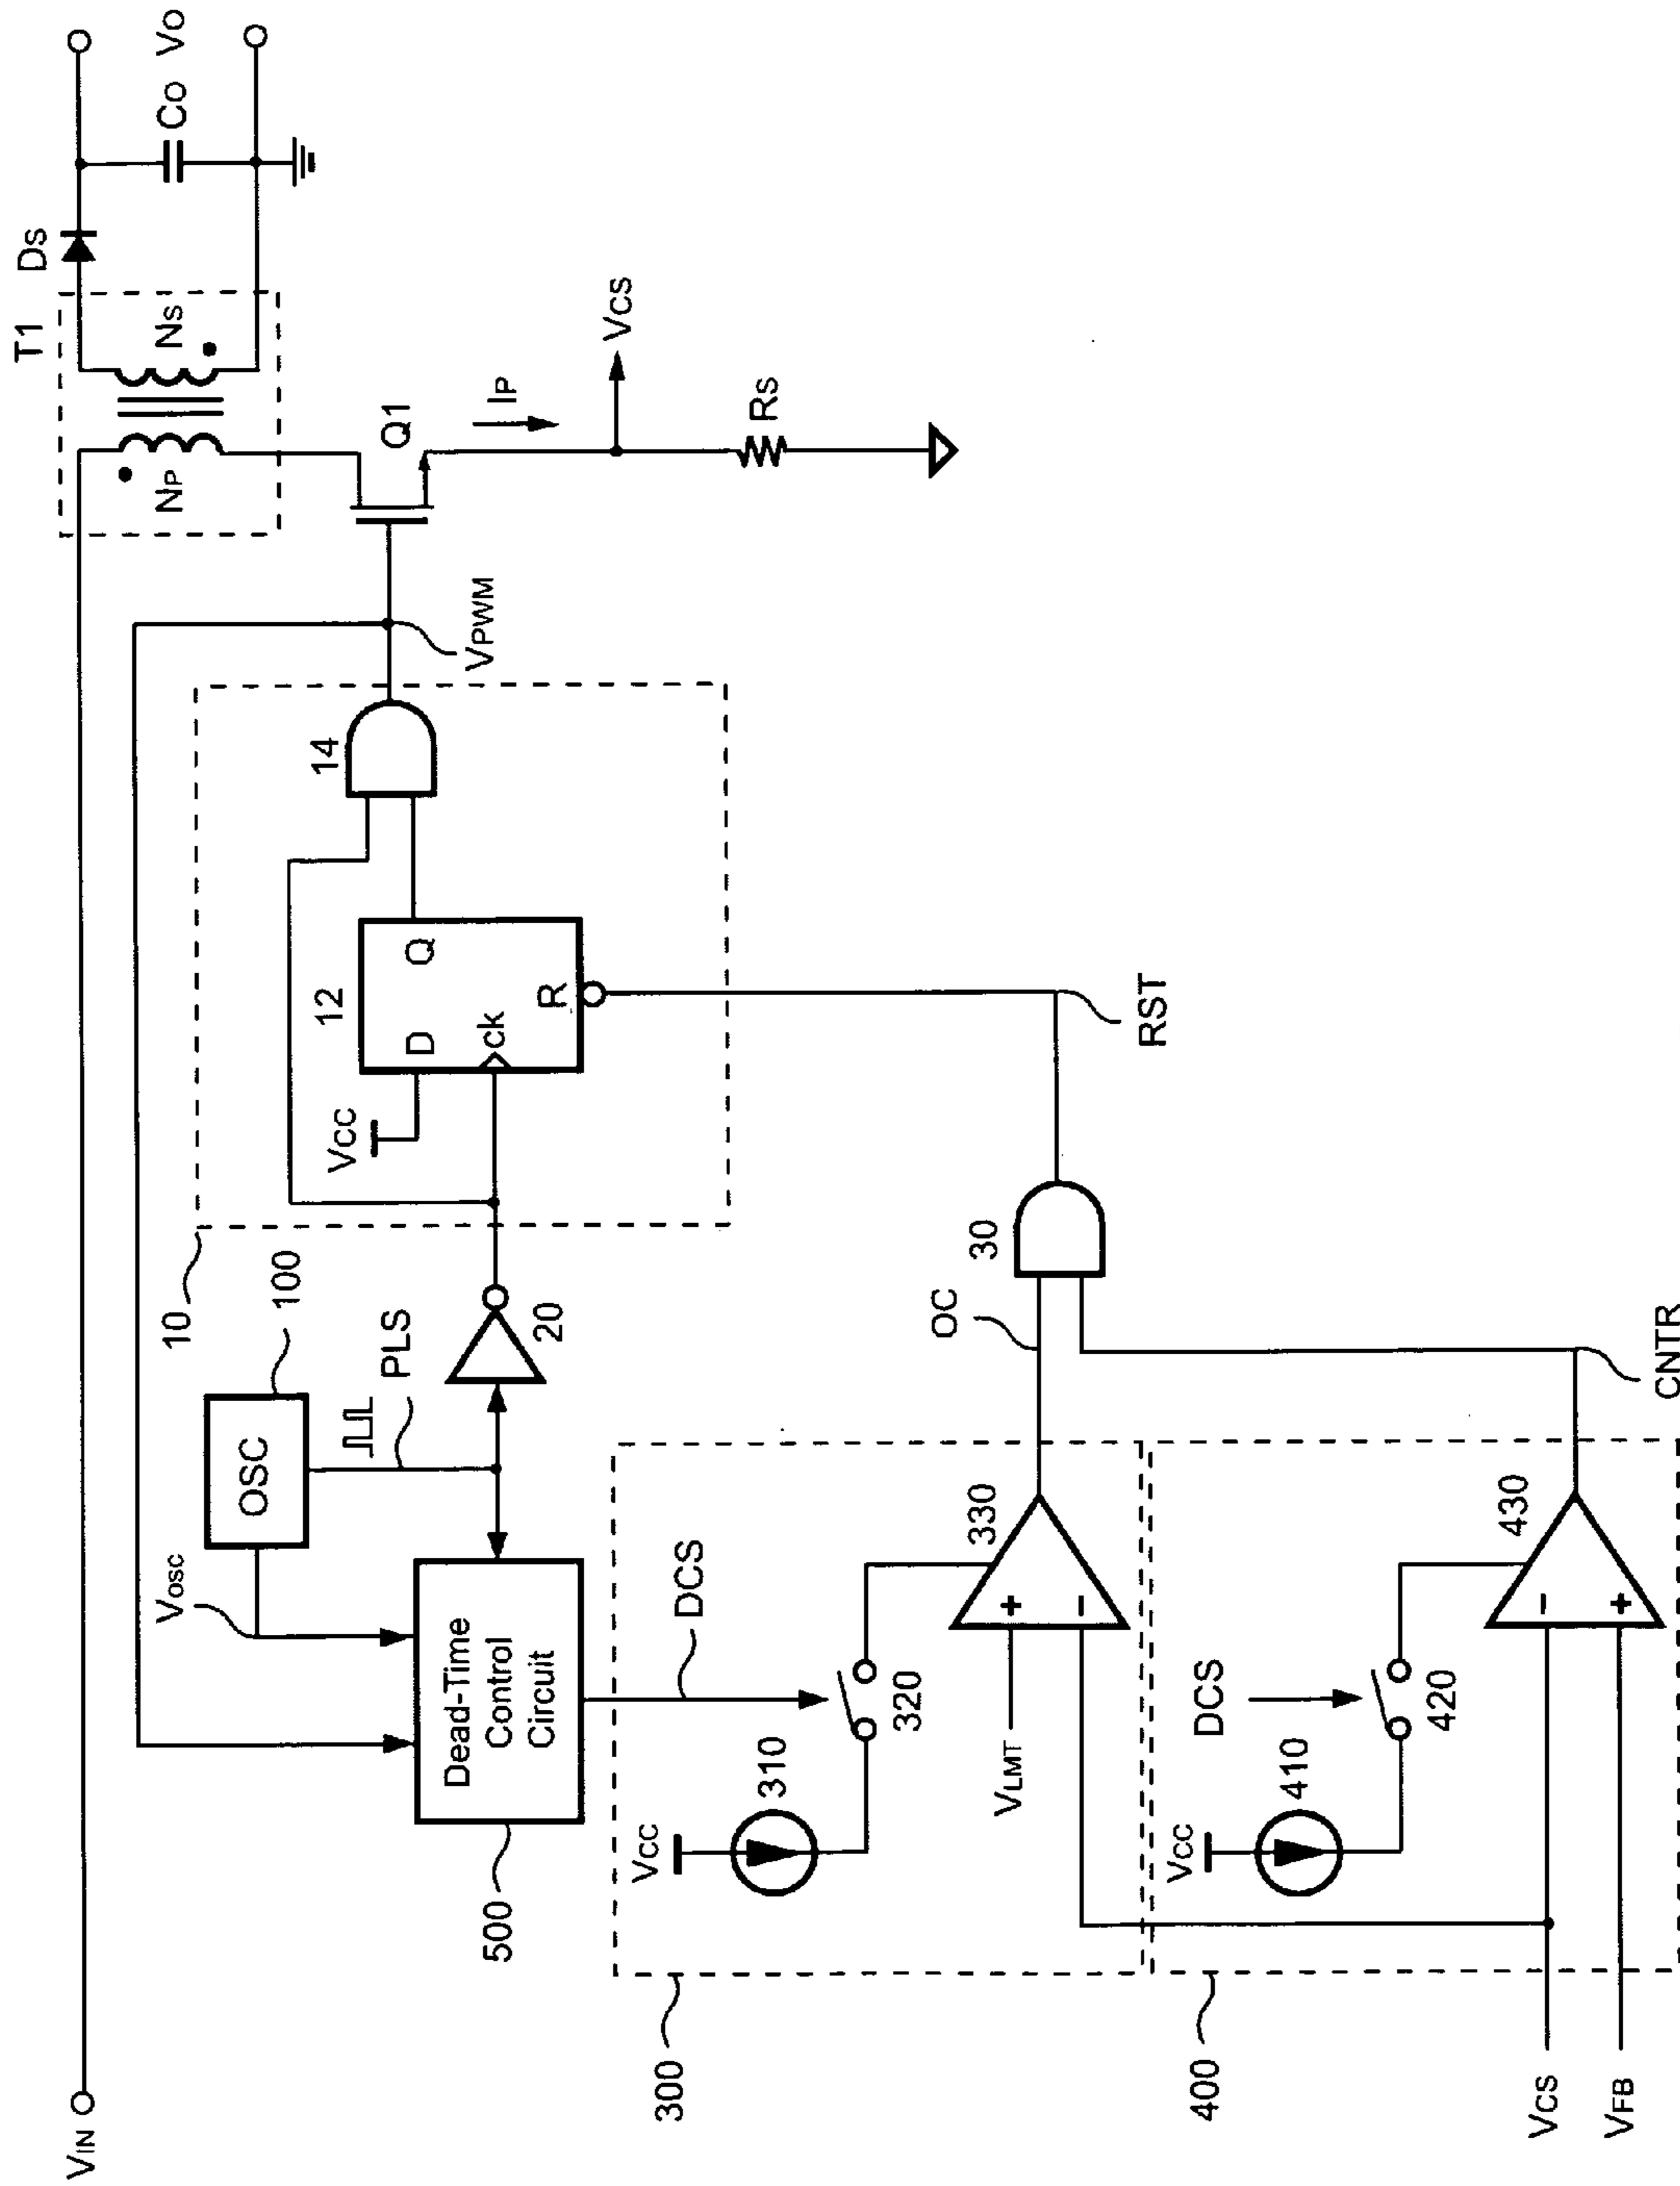 VIN
T1
NP
NS
DS
CO
VO
Q1
IP
VCS
RS
VPWM
10
14
12
D
Q
ck
R
VCC
RST
100
OSC
PLS
20
VOSC
Dead-Time
Control
Circuit
500
DCS
300
VCC
310
320
VLMT
+
−
330
OC
30
400
VCC
410
DCS
420
−
+
430
CNTR
VCS
VFB